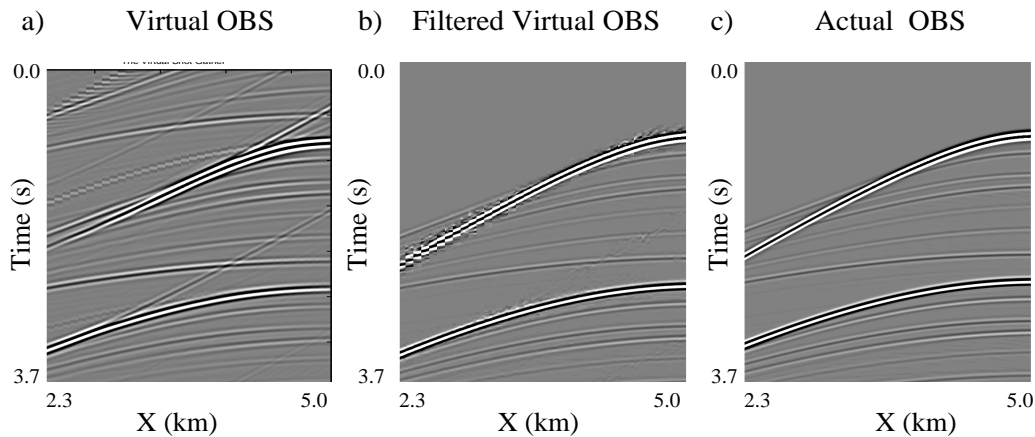 a) Virtual OBS b) Filtered Virtual OBS c) Actual OBS
The Virtual Shot Gather
0.0 0.0 0.0
Time (s) Time (s) Time (s)
3.7 3.7 3.7
2.3 5.0 2.3 5.0 2.3 5.0
X (km) X (km) X (km)